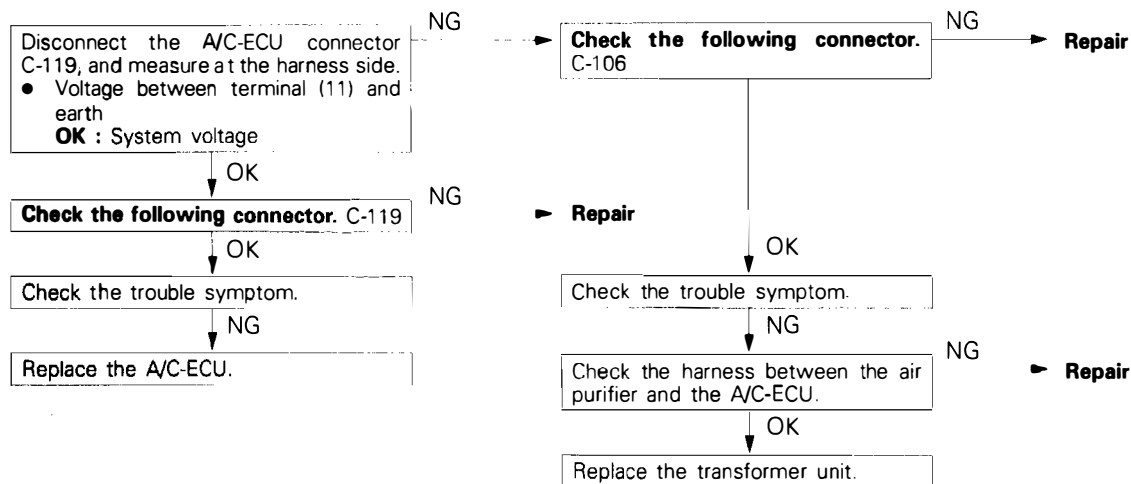 Disconnect the A/C-ECU connector
C-119, and measure at the harness side.
● Voltage between terminal (11) and
earth
OK : System voltage
NG
OK
Check the following connector. C-119
NG
Repair
OK
Check the trouble symptom.
NG
Replace the A/C-ECU.
Check the following connector.
C-106
NG
Repair
OK
Check the trouble symptom.
NG
Check the harness between the air
purifier and the A/C-ECU.
NG
Repair
OK
Replace the transformer unit.